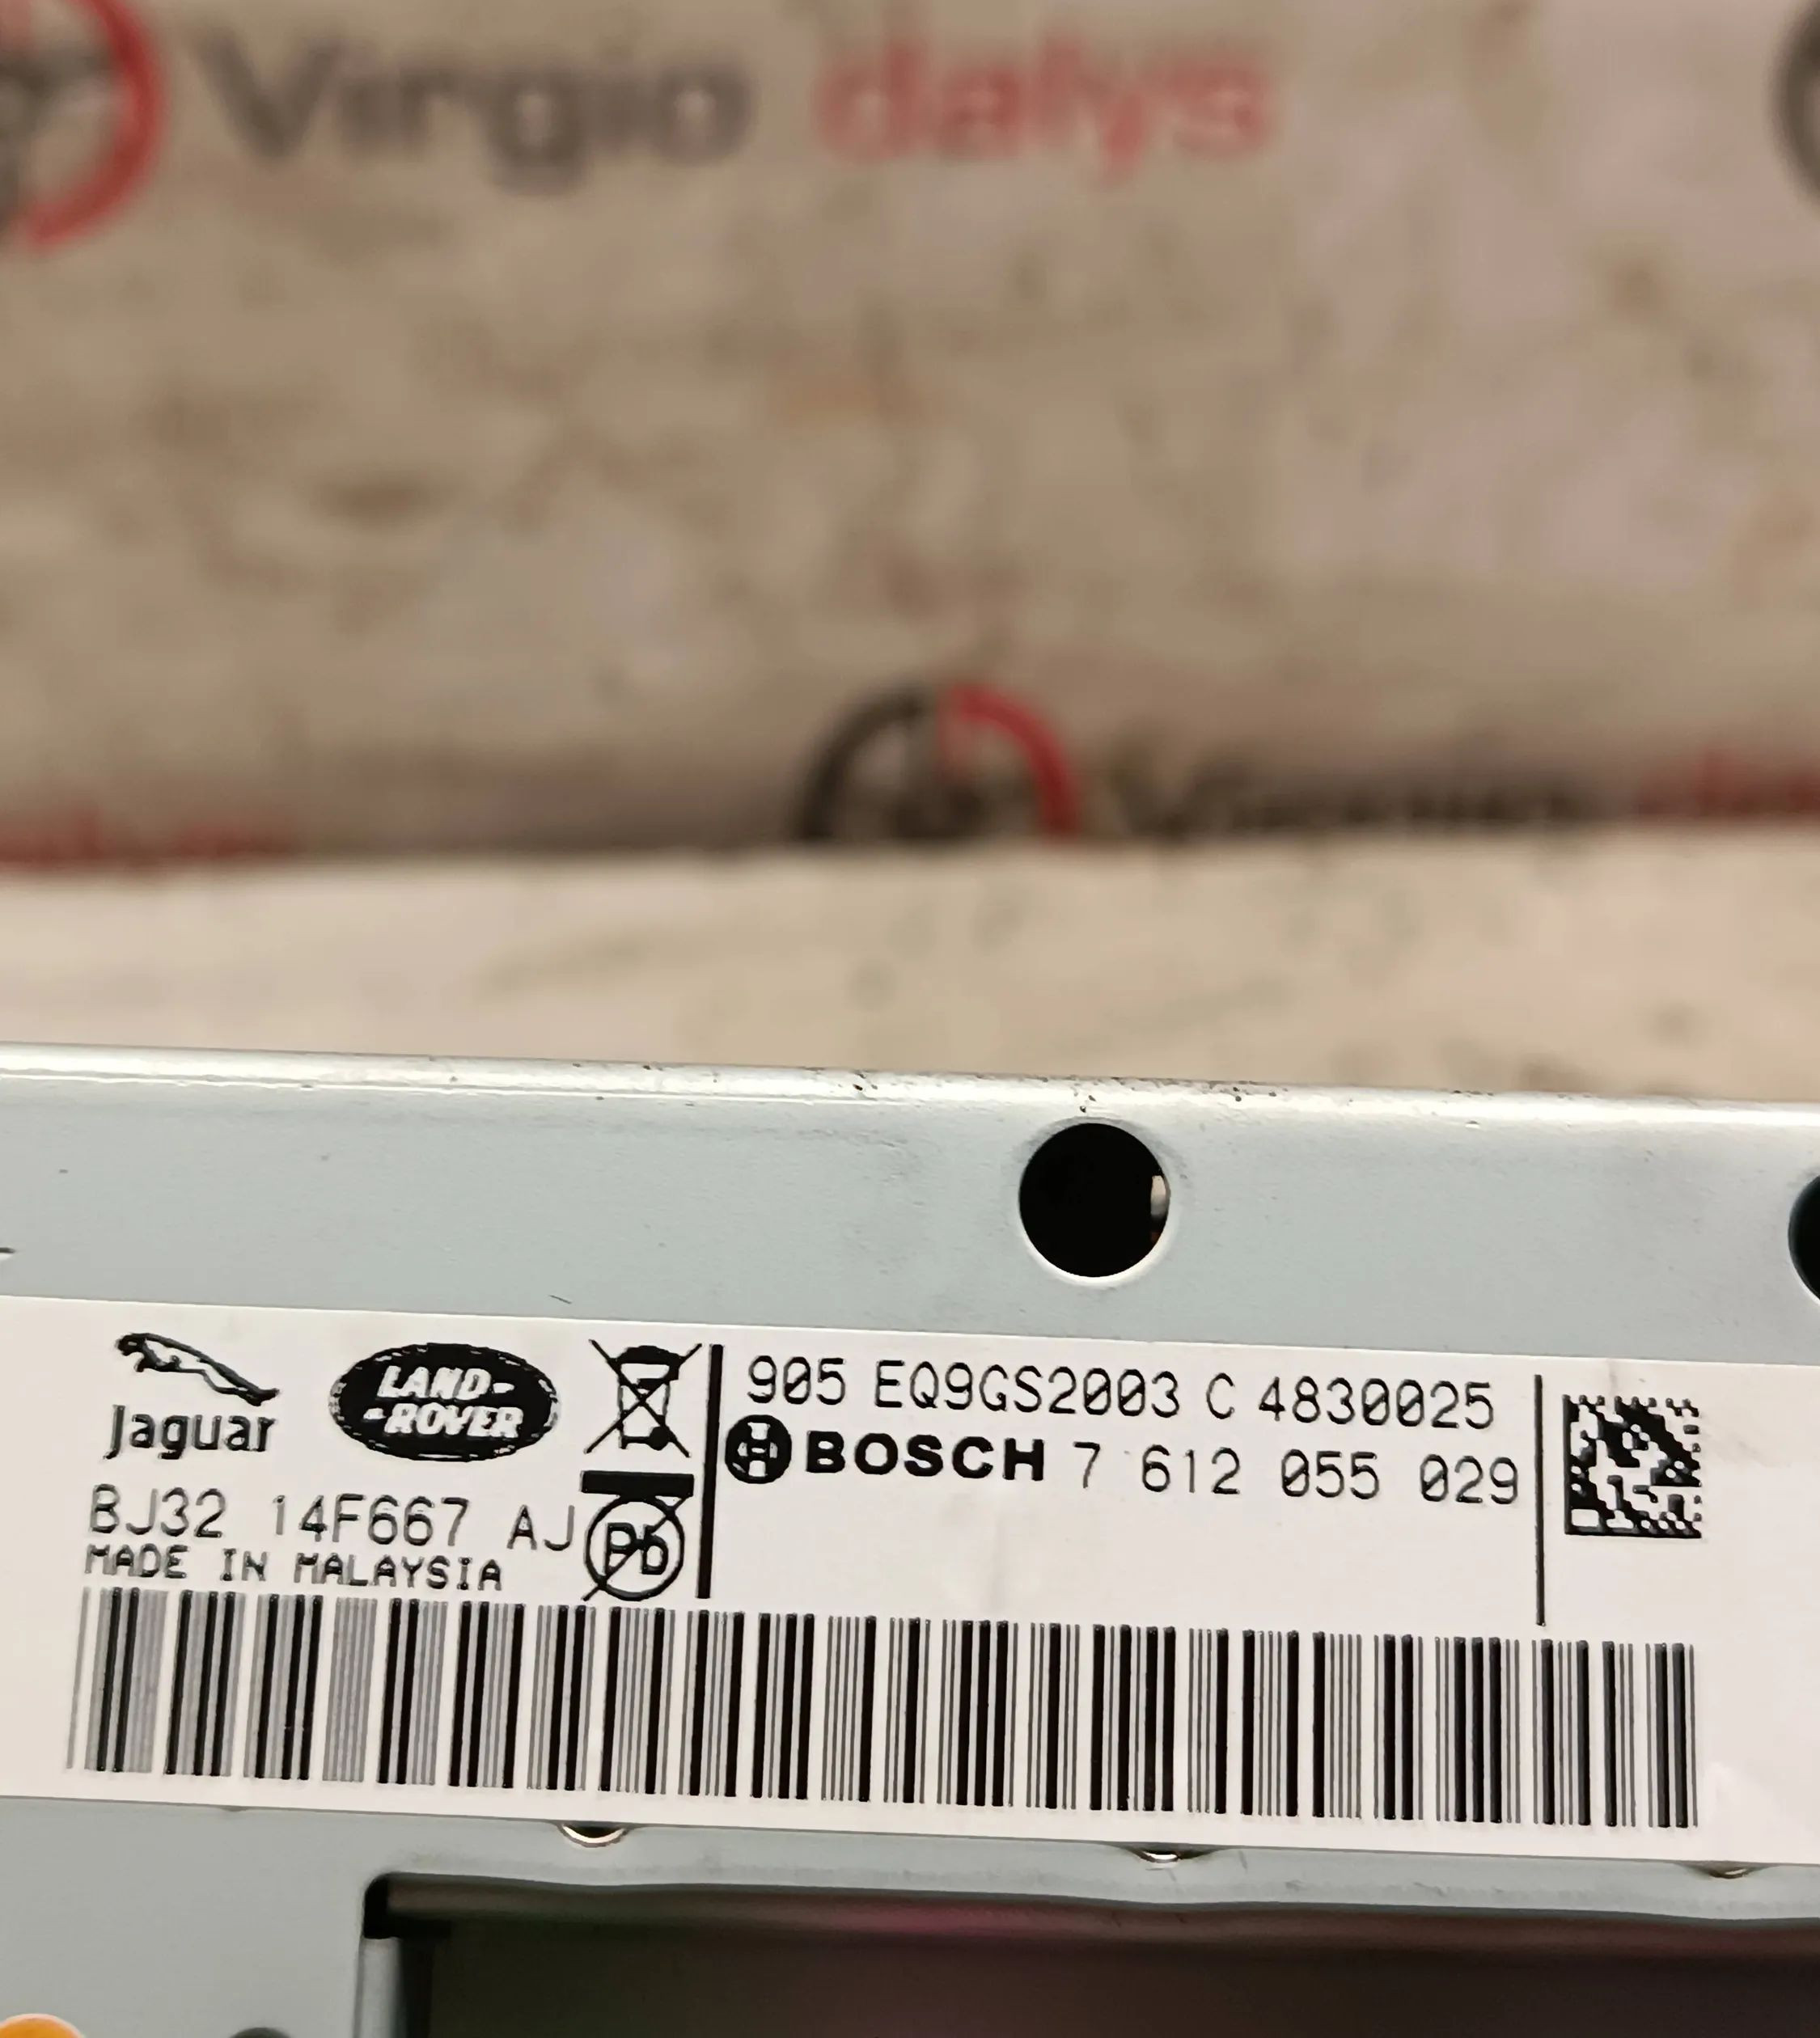 Virgio dalys
Jaguar
LAND-
-ROVER
BJ32 14F667 AJ
MADE IN MALAYSIA
Pb
905 EQ9GS2003 C 4830025
BOSCH 7 612 055 029